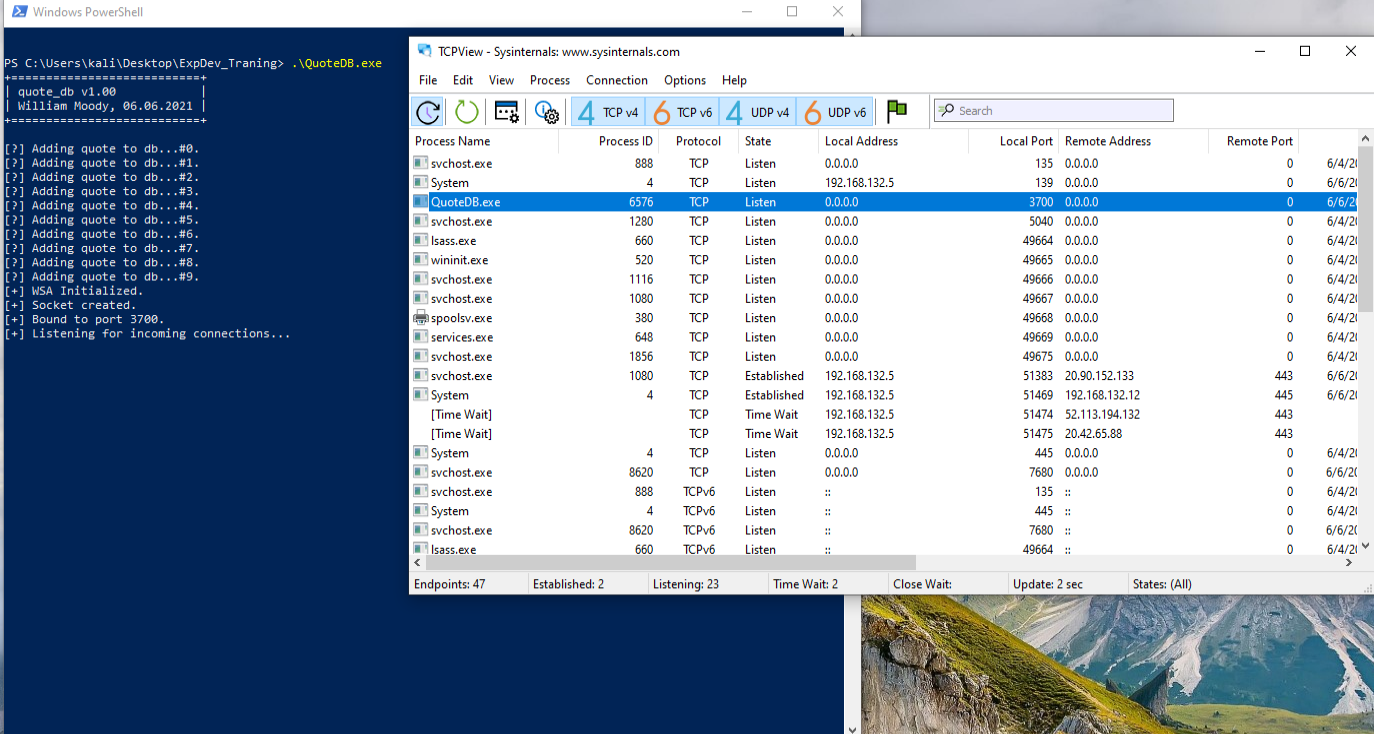 Windows PowerShell
PS C:\Users\kali\Desktop\ExpDev_Traning> .\QuoteDB.exe
+===========================+
| quote_db v1.00            |
| William Moody, 06.06.2021 |
+===========================+
[?] Adding quote to db...#0.
[?] Adding quote to db...#1.
[?] Adding quote to db...#2.
[?] Adding quote to db...#3.
[?] Adding quote to db...#4.
[?] Adding quote to db...#5.
[?] Adding quote to db...#6.
[?] Adding quote to db...#7.
[?] Adding quote to db...#8.
[?] Adding quote to db...#9.
[+] WSA Initialized.
[+] Socket created.
[+] Bound to port 3700.
[+] Listening for incoming connections...
TCPView - Sysinternals: www.sysinternals.com
File Edit View Process Connection Options Help
4 TCP v4 6 TCP v6 4 UDP v4 6 UDP v6 Search
Process Name Process ID Protocol State Local Address Local Port Remote Address Remote Port
svchost.exe 888 TCP Listen 0.0.0.0 135 0.0.0.0 0 6/4/20
System 4 TCP Listen 192.168.132.5 139 0.0.0.0 0 6/6/20
QuoteDB.exe 6576 TCP Listen 0.0.0.0 3700 0.0.0.0 0 6/6/20
svchost.exe 1280 TCP Listen 0.0.0.0 5040 0.0.0.0 0 6/4/20
lsass.exe 660 TCP Listen 0.0.0.0 49664 0.0.0.0 0 6/4/20
wininit.exe 520 TCP Listen 0.0.0.0 49665 0.0.0.0 0 6/4/20
svchost.exe 1116 TCP Listen 0.0.0.0 49666 0.0.0.0 0 6/4/20
svchost.exe 1080 TCP Listen 0.0.0.0 49667 0.0.0.0 0 6/4/20
spoolsv.exe 380 TCP Listen 0.0.0.0 49668 0.0.0.0 0 6/4/20
services.exe 648 TCP Listen 0.0.0.0 49669 0.0.0.0 0 6/4/20
svchost.exe 1856 TCP Listen 0.0.0.0 49675 0.0.0.0 0 6/4/20
svchost.exe 1080 TCP Established 192.168.132.5 51383 20.90.152.133 443 6/6/20
System 4 TCP Established 192.168.132.5 51469 192.168.132.12 445 6/6/20
[Time Wait] TCP Time Wait 192.168.132.5 51474 52.113.194.132 443
[Time Wait] TCP Time Wait 192.168.132.5 51475 20.42.65.88 443
System 4 TCP Listen 0.0.0.0 445 0.0.0.0 0 6/4/20
svchost.exe 8620 TCP Listen 0.0.0.0 7680 0.0.0.0 0 6/6/20
svchost.exe 888 TCPv6 Listen :: 135 :: 0 6/4/20
System 4 TCPv6 Listen :: 445 :: 0 6/4/20
svchost.exe 8620 TCPv6 Listen :: 7680 :: 0 6/6/20
lsass.exe 660 TCPv6 Listen :: 49664 :: 0 6/4/20
Endpoints: 47 Established: 2 Listening: 23 Time Wait: 2 Close Wait: Update: 2 sec States: (All)